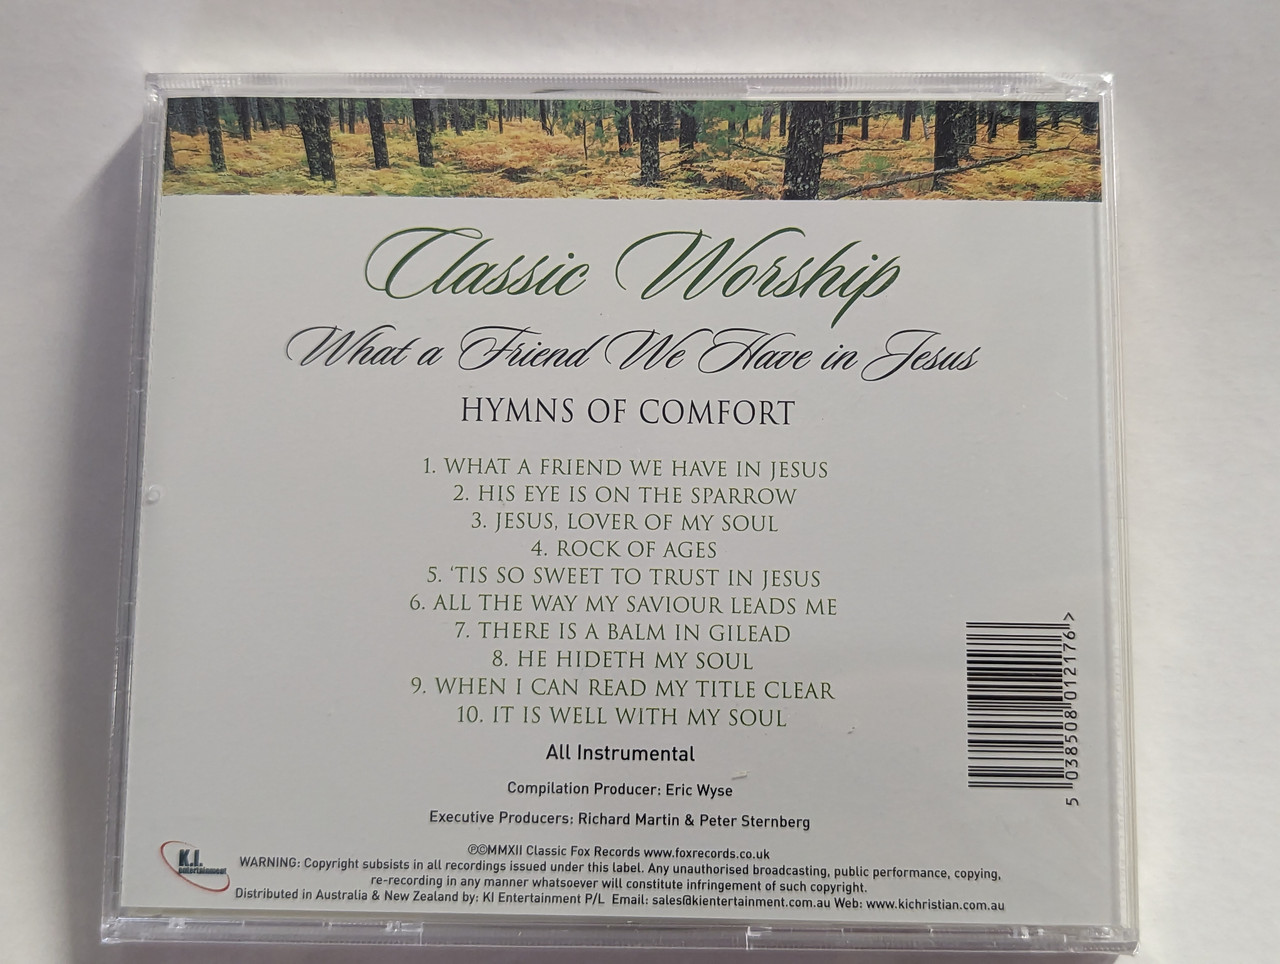 Classic Worship
What a Friend We Have in Jesus
HYMNS OF COMFORT
1. WHAT A FRIEND WE HAVE IN JESUS
2. HIS EYE IS ON THE SPARROW
3. JESUS, LOVER OF MY SOUL
4. ROCK OF AGES
5. ‘TIS SO SWEET TO TRUST IN JESUS
6. ALL THE WAY MY SAVIOUR LEADS ME
7. THERE IS A BALM IN GILEAD
8. HE HIDETH MY SOUL
9. WHEN I CAN READ MY TITLE CLEAR
10. IT IS WELL WITH MY SOUL
All Instrumental
Compilation Producer: Eric Wyse
Executive Producers: Richard Martin & Peter Sternberg
℗©MMXII Classic Fox Records www.foxrecords.co.uk
WARNING: Copyright subsists in all recordings issued under this label. Any unauthorised broadcasting, public performance, copying,
re-recording in any manner whatsoever will constitute infringement of such copyright.
Distributed in Australia & New Zealand by: KI Entertainment P/L Email: sales@kientertainment.com.au Web: www.kichristian.com.au
K.I.
entertainment
5 038508 012176 >